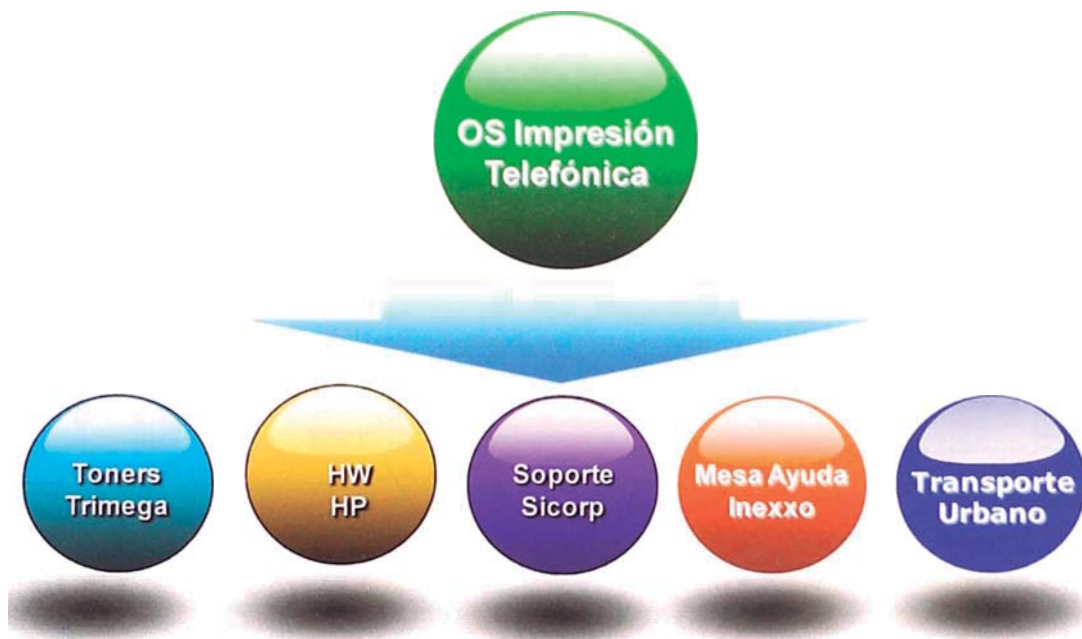 OS Impresión
Telefónica
Toners
Trimega
HW
HP
Soporte
Sicorp
Mesa Ayuda
Inexxo
Transporte
Urbano